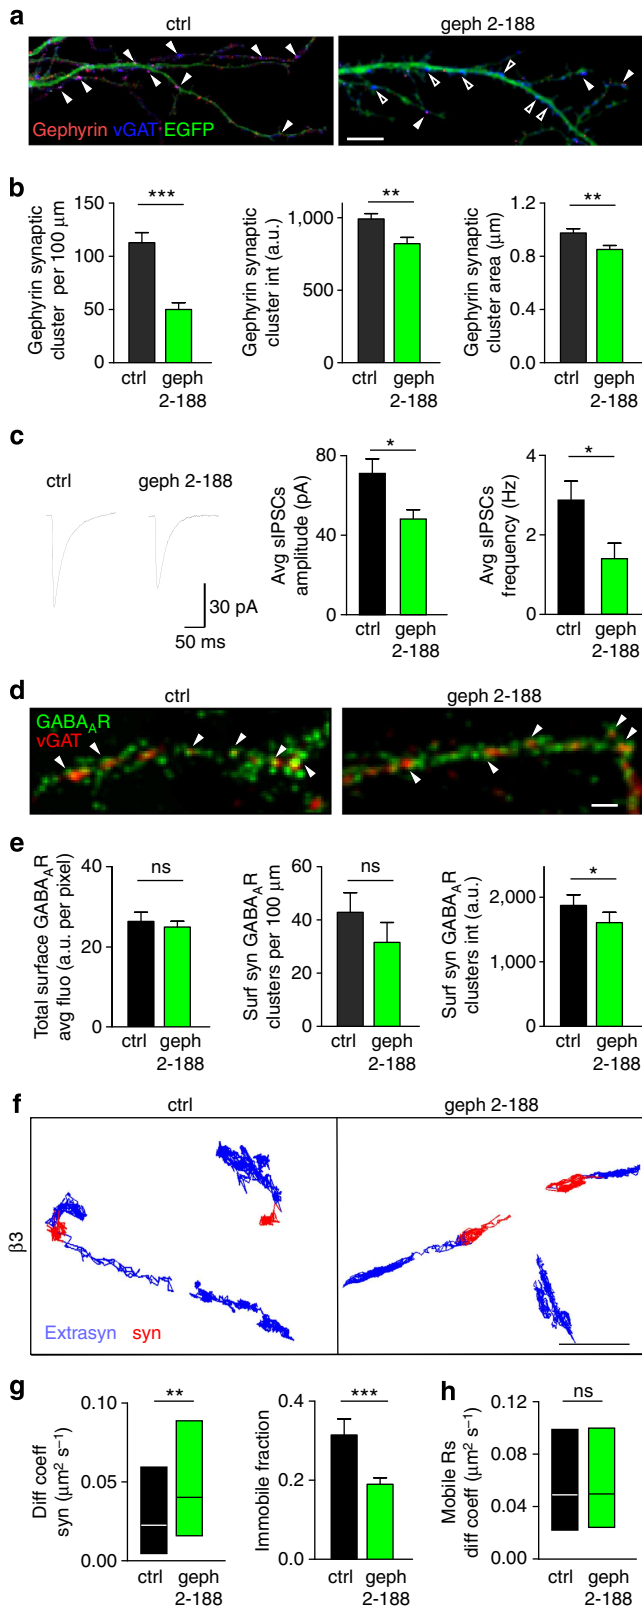 a
ctrl
geph 2-188
Gephyrin vGAT EGFP
b
Gephyrin synaptic
cluster per 100 μm
150
100
50
0
***
ctrl
geph
2-188
Gephyrin synaptic
cluster int (a.u.)
1,000
500
0
**
ctrl
geph
2-188
Gephyrin synaptic
cluster area (μm)
1.2
0.8
0.4
0.0
**
ctrl
geph
2-188
c
ctrl
geph 2-188
30 pA
50 ms
Avg sIPSCs
amplitude (pA)
80
40
0
*
ctrl
geph
2-188
Avg sIPSCs
frequency (Hz)
4
2
0
*
ctrl
geph
2-188
d
ctrl
geph 2-188
GABAAR
vGAT
e
Total surface GABAAR
avg fluo (a.u. per pixel)
40
20
0
ns
ctrl
geph
2-188
Surf syn GABAAR
clusters per 100 μm
60
40
20
0
ns
ctrl
geph
2-188
Surf syn GABAAR
clusters int (a.u.)
2,000
1,000
0
*
ctrl
geph
2-188
f
ctrl
geph 2-188
β3
Extrasyn syn
g
Diff coeff
syn (μm² s⁻¹)
0.10
0.05
0.00
**
ctrl
geph
2-188
Immobile fraction
0.4
0.2
0.0
***
ctrl
geph
2-188
h
Mobile Rs
diff coeff (μm² s⁻¹)
0.12
0.08
0.04
0.00
ns
ctrl
geph
2-188